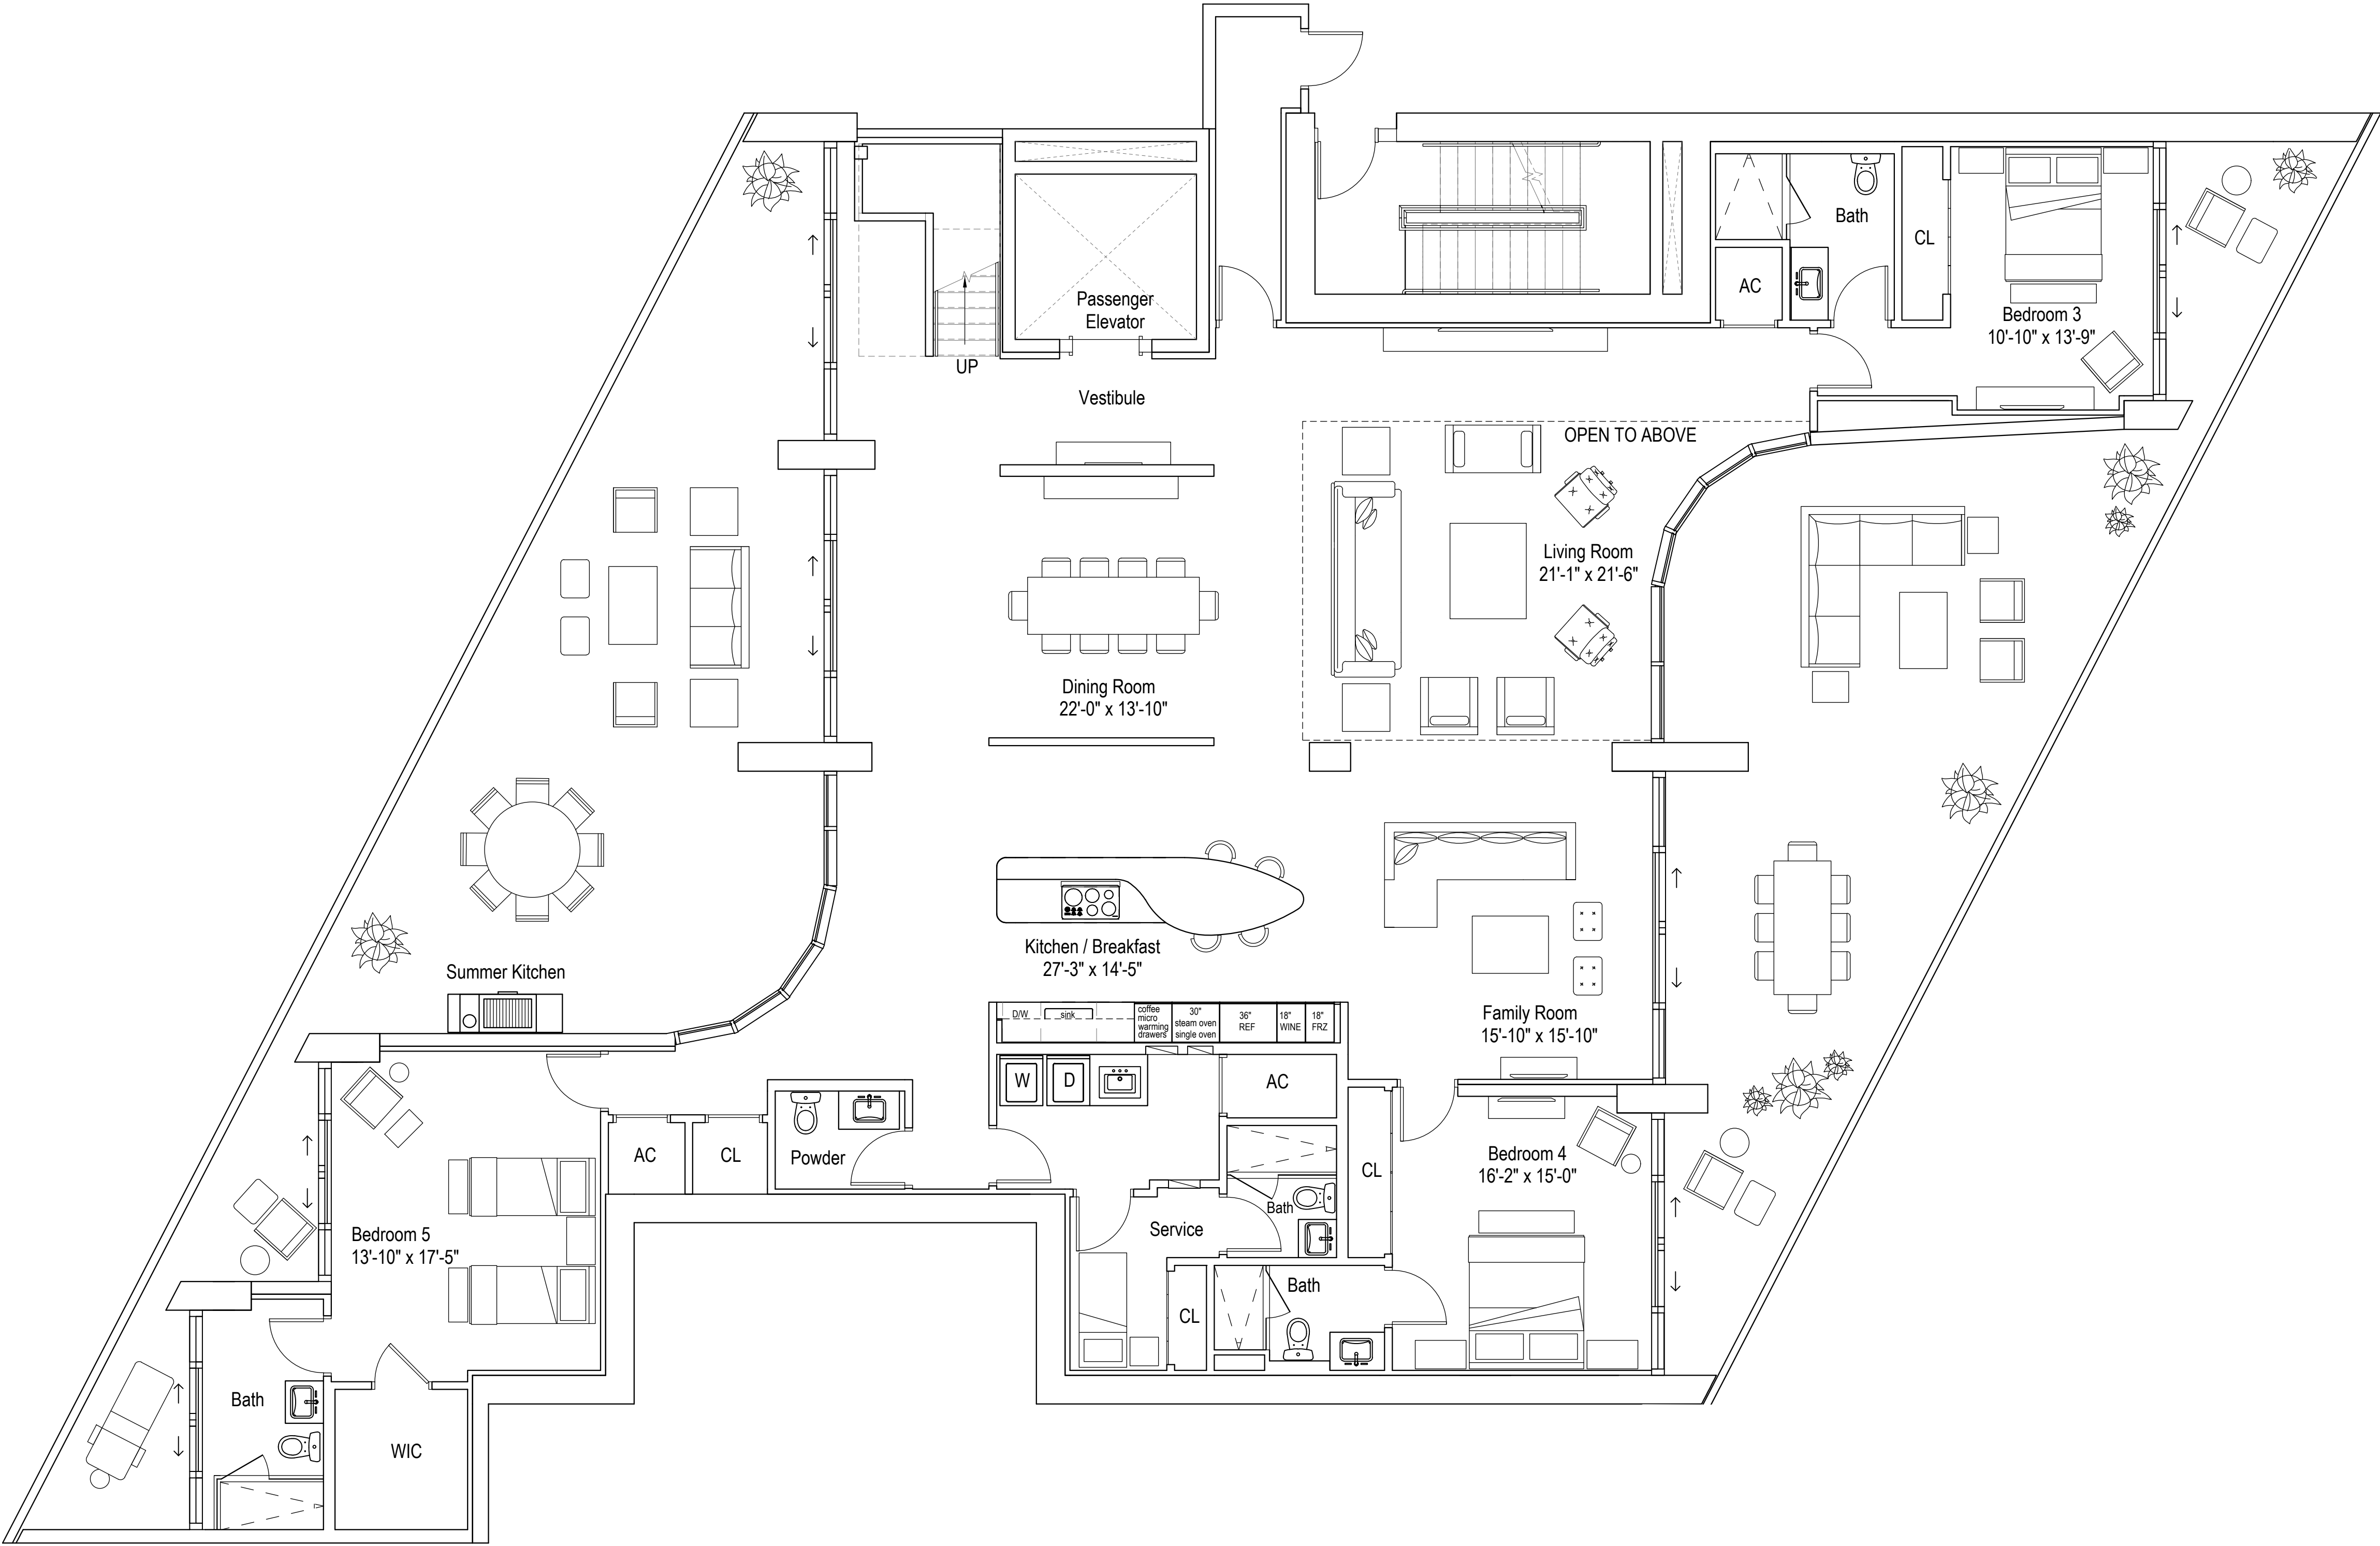 Bath
CL
AC
Passenger
Elevator
Bedroom 3
10'-10" x 13'-9"
UP
Vestibule
OPEN TO ABOVE
Living Room
21'-1" x 21'-6"
Dining Room
22'-0" x 13'-10"
Kitchen / Breakfast
27'-3" x 14'-5"
Summer Kitchen
D/W
sink
coffee
micro
warming
drawers
30"
steam oven
single oven
36"
REF
18"
WINE
18"
FRZ
Family Room
15'-10" x 15'-10"
W
D
AC
AC
CL
Powder
CL
Bedroom 4
16'-2" x 15'-0"
Bath
Service
Bedroom 5
13'-10" x 17'-5"
Bath
CL
Bath
WIC